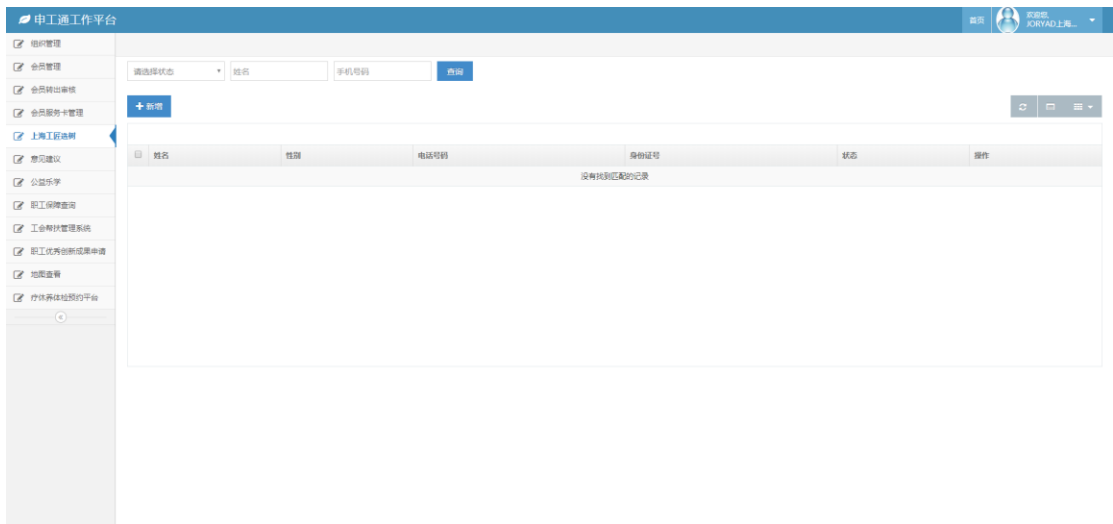 申工通工作平台
首页
欢迎您,
JORYAD上海...
组织管理
会员管理
会员转出审核
会员服务卡管理
上海工匠选树
意见建议
公益乐学
职工保障查询
工会帮扶管理系统
职工优秀创新成果申请
地图查看
疗休养体检预约平台
请选择状态 姓名 手机号码 查询
新增
姓名 性别 电话号码 身份证号 状态 操作
没有找到匹配的记录